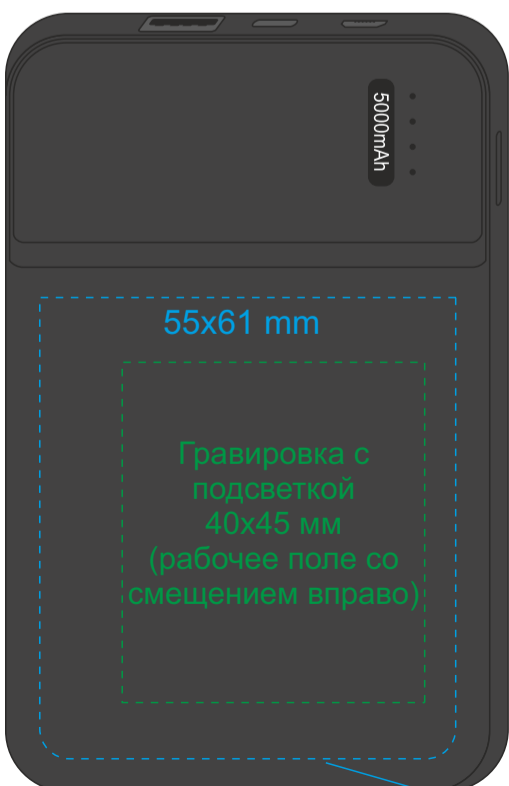 5000mAh
55x61 mm
Гравировка с
подсветкой
40x45 мм
(рабочее поле со
смещением вправо)